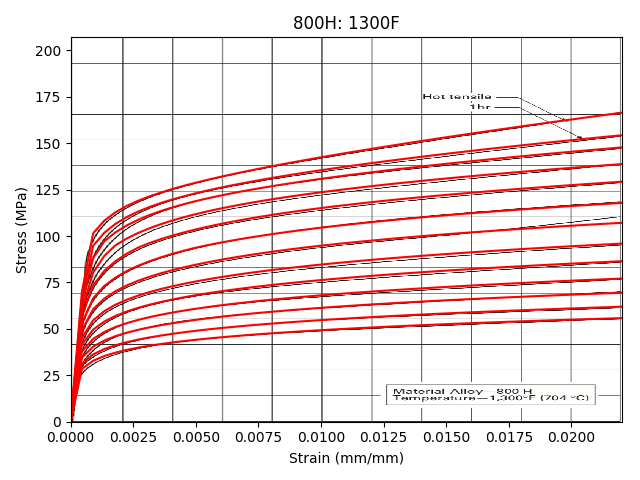 800H: 1300F
Stress (MPa)
200
175
150
125
100
75
50
25
0
Hot tensile
1hr
Material-Alloy-800 H
Temperature-1,300°F (704 °C)
0.0000 0.0025 0.0050 0.0075 0.0100 0.0125 0.0150 0.0175 0.0200
Strain (mm/mm)